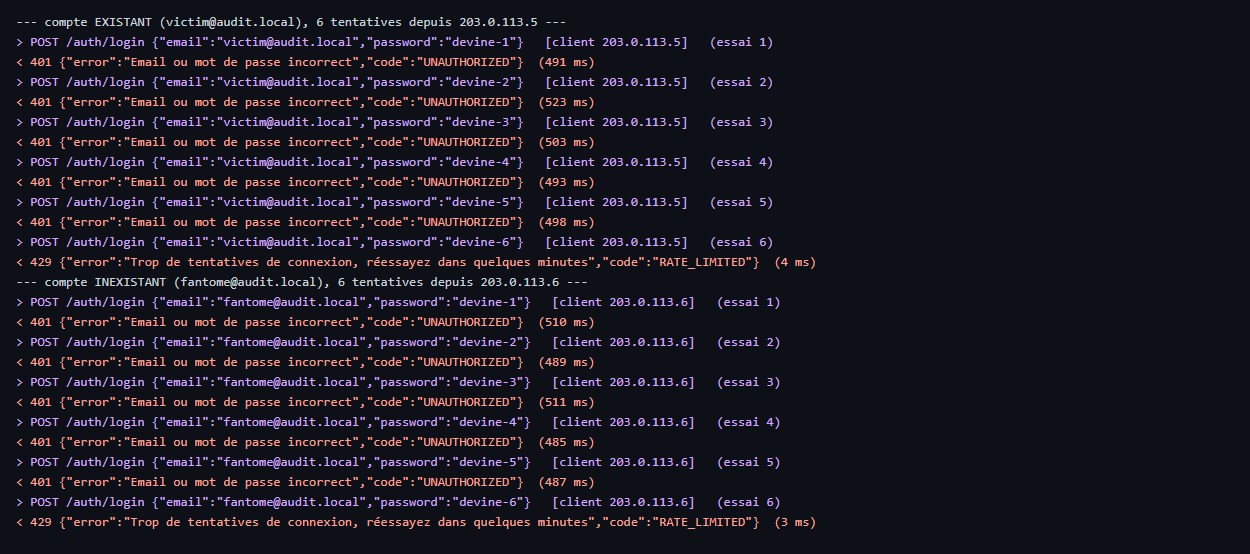 --- compte EXISTANT (victim@audit.local), 6 tentatives depuis 203.0.113.5 ---
> POST /auth/login {"email":"victim@audit.local","password":"devine-1"}   [client 203.0.113.5]   (essai 1)
< 401 {"error":"Email ou mot de passe incorrect","code":"UNAUTHORIZED"}  (491 ms)
> POST /auth/login {"email":"victim@audit.local","password":"devine-2"}   [client 203.0.113.5]   (essai 2)
< 401 {"error":"Email ou mot de passe incorrect","code":"UNAUTHORIZED"}  (523 ms)
> POST /auth/login {"email":"victim@audit.local","password":"devine-3"}   [client 203.0.113.5]   (essai 3)
< 401 {"error":"Email ou mot de passe incorrect","code":"UNAUTHORIZED"}  (503 ms)
> POST /auth/login {"email":"victim@audit.local","password":"devine-4"}   [client 203.0.113.5]   (essai 4)
< 401 {"error":"Email ou mot de passe incorrect","code":"UNAUTHORIZED"}  (493 ms)
> POST /auth/login {"email":"victim@audit.local","password":"devine-5"}   [client 203.0.113.5]   (essai 5)
< 401 {"error":"Email ou mot de passe incorrect","code":"UNAUTHORIZED"}  (498 ms)
> POST /auth/login {"email":"victim@audit.local","password":"devine-6"}   [client 203.0.113.5]   (essai 6)
< 429 {"error":"Trop de tentatives de connexion, réessayez dans quelques minutes","code":"RATE_LIMITED"}  (4 ms)
--- compte INEXISTANT (fantome@audit.local), 6 tentatives depuis 203.0.113.6 ---
> POST /auth/login {"email":"fantome@audit.local","password":"devine-1"}   [client 203.0.113.6]   (essai 1)
< 401 {"error":"Email ou mot de passe incorrect","code":"UNAUTHORIZED"}  (510 ms)
> POST /auth/login {"email":"fantome@audit.local","password":"devine-2"}   [client 203.0.113.6]   (essai 2)
< 401 {"error":"Email ou mot de passe incorrect","code":"UNAUTHORIZED"}  (489 ms)
> POST /auth/login {"email":"fantome@audit.local","password":"devine-3"}   [client 203.0.113.6]   (essai 3)
< 401 {"error":"Email ou mot de passe incorrect","code":"UNAUTHORIZED"}  (511 ms)
> POST /auth/login {"email":"fantome@audit.local","password":"devine-4"}   [client 203.0.113.6]   (essai 4)
< 401 {"error":"Email ou mot de passe incorrect","code":"UNAUTHORIZED"}  (485 ms)
> POST /auth/login {"email":"fantome@audit.local","password":"devine-5"}   [client 203.0.113.6]   (essai 5)
< 401 {"error":"Email ou mot de passe incorrect","code":"UNAUTHORIZED"}  (487 ms)
> POST /auth/login {"email":"fantome@audit.local","password":"devine-6"}   [client 203.0.113.6]   (essai 6)
< 429 {"error":"Trop de tentatives de connexion, réessayez dans quelques minutes","code":"RATE_LIMITED"}  (3 ms)